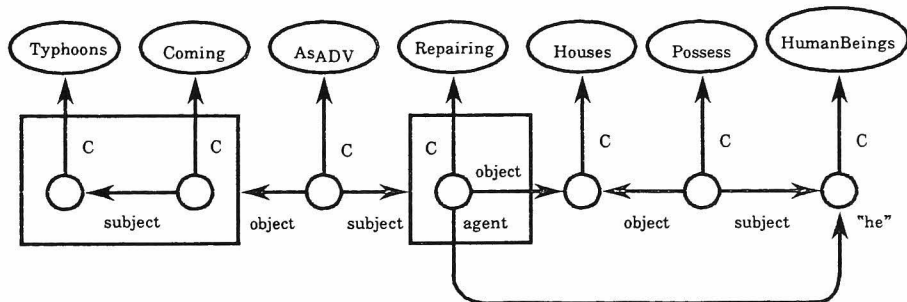 Typhoons Coming AsADV Repairing Houses Possess HumanBeings
C C C C C C C
object
subject object subject agent object subject "he"